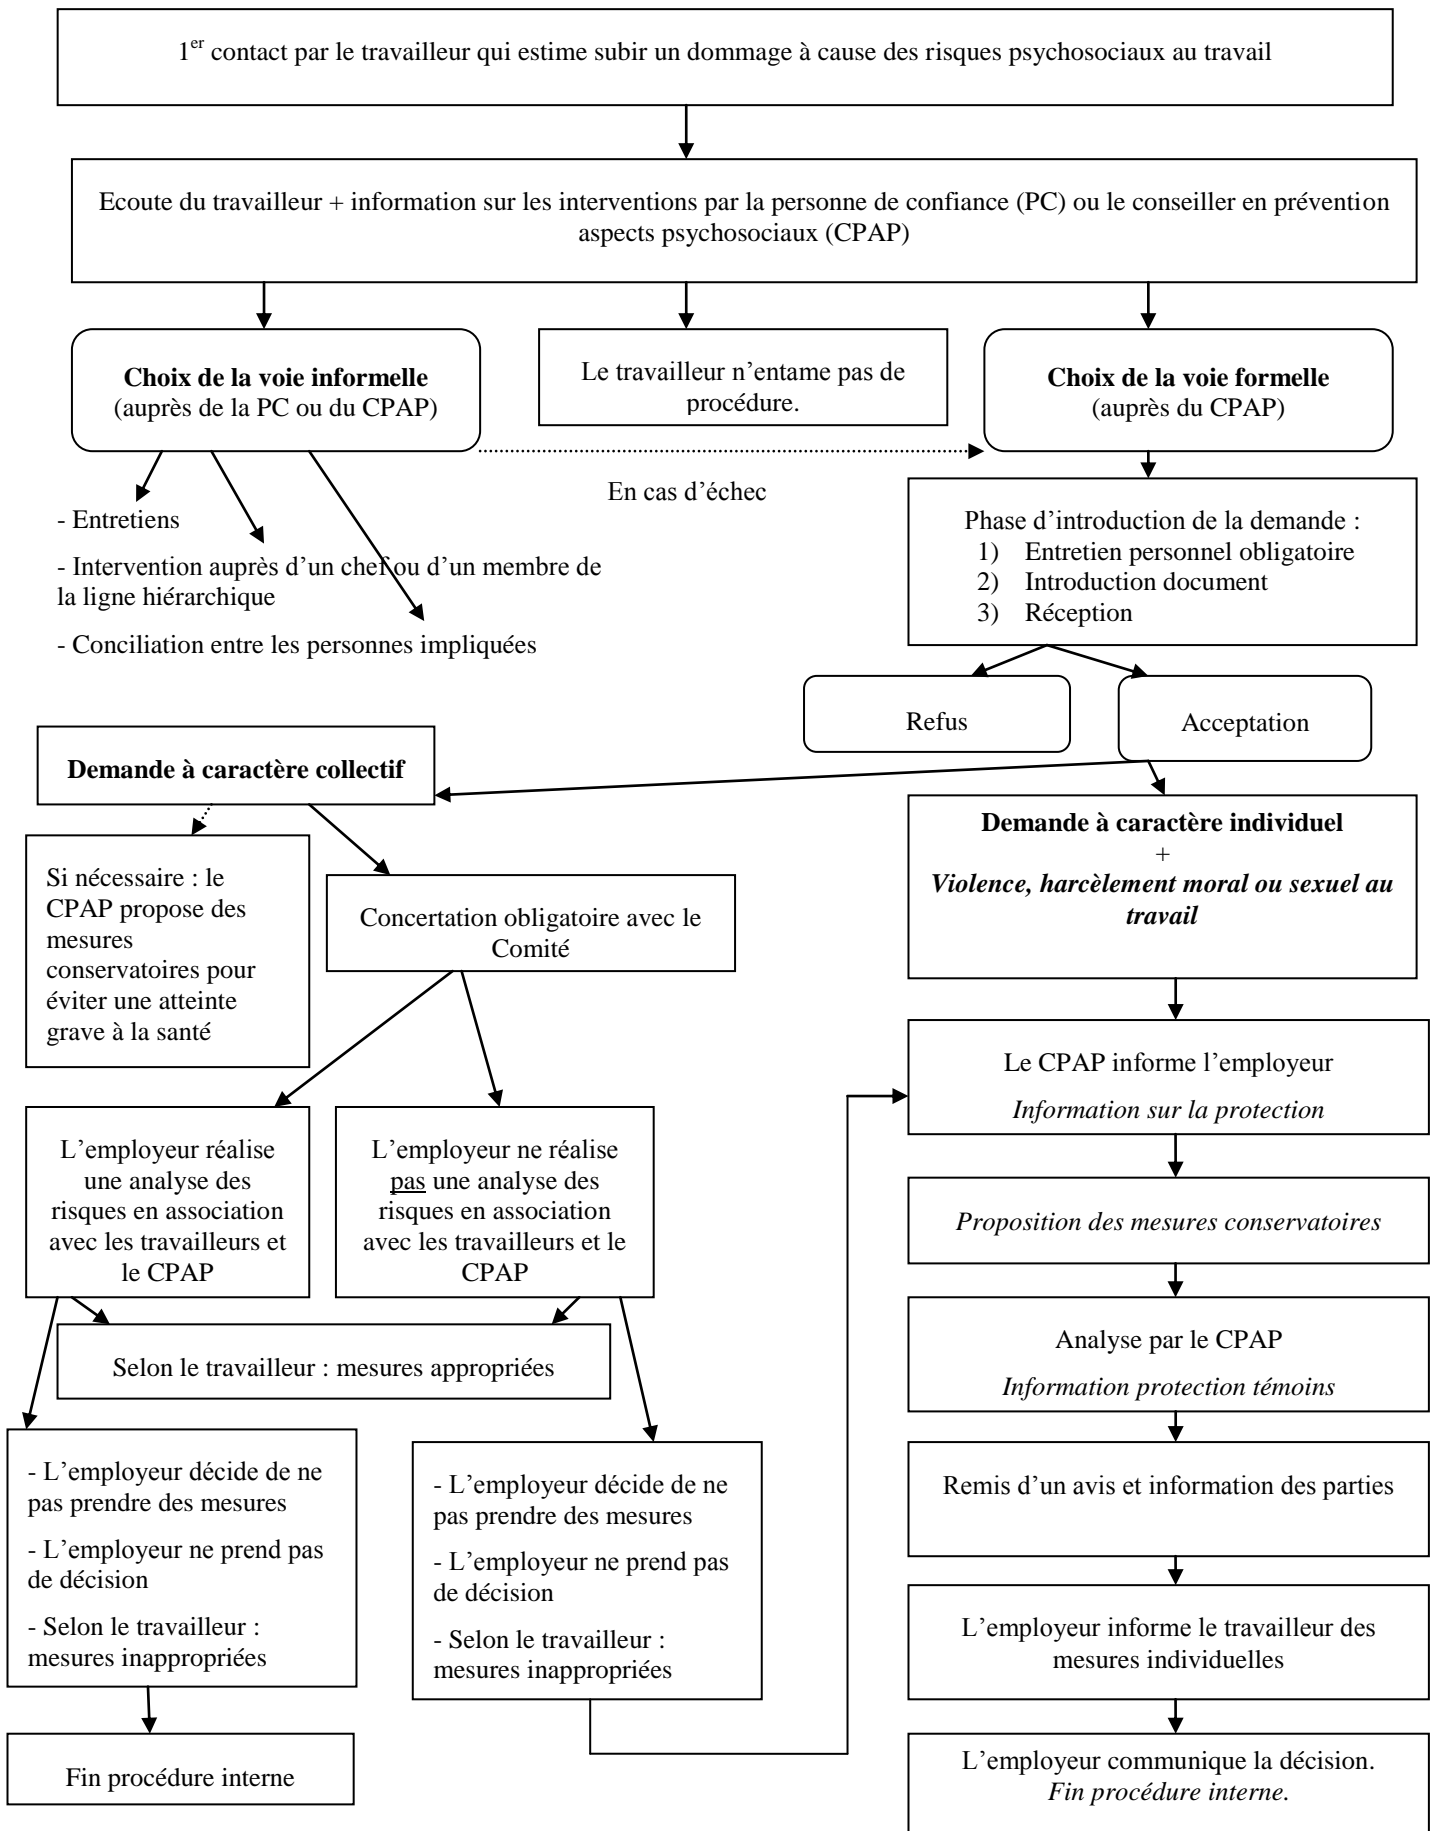 1er contact par le travailleur qui estime subir un dommage à cause des risques psychosociaux au travail
Ecoute du travailleur + information sur les interventions par la personne de confiance (PC) ou le conseiller en prévention
aspects psychosociaux (CPAP)
Choix de la voie informelle
(auprès de la PC ou du CPAP)
Le travailleur n’entame pas de
procédure.
Choix de la voie formelle
(auprès du CPAP)
En cas d’échec
- Entretiens
- Intervention auprès d’un chef ou d’un membre de
la ligne hiérarchique
- Conciliation entre les personnes impliquées
Phase d’introduction de la demande :
1) Entretien personnel obligatoire
2) Introduction document
3) Réception
Refus
Acceptation
Demande à caractère collectif
Si nécessaire : le
CPAP propose des
mesures
conservatoires pour
éviter une atteinte
grave à la santé
Concertation obligatoire avec le
Comité
L’employeur réalise
une analyse des
risques en association
avec les travailleurs et
le CPAP
L’employeur ne réalise
pas une analyse des
risques en association
avec les travailleurs et le
CPAP
Selon le travailleur : mesures appropriées
- L’employeur décide de ne
pas prendre des mesures
- L’employeur ne prend pas
de décision
- Selon le travailleur :
mesures inappropriées
- L’employeur décide de ne
pas prendre des mesures
- L’employeur ne prend pas
de décision
- Selon le travailleur :
mesures inappropriées
Fin procédure interne
Demande à caractère individuel
+
Violence, harcèlement moral ou sexuel au
travail
Le CPAP informe l’employeur
Information sur la protection
Proposition des mesures conservatoires
Analyse par le CPAP
Information protection témoins
Remis d’un avis et information des parties
L’employeur informe le travailleur des
mesures individuelles
L’employeur communique la décision.
Fin procédure interne.